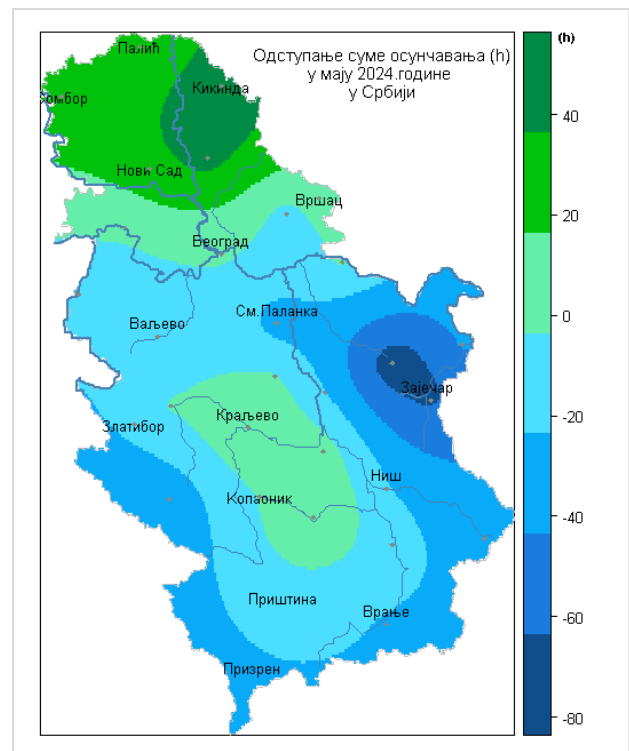 (h)
Одступање суме осунчавања (h)
у мају 2024.године
у Србији
Палић
Кикинда
Сомбор
40
Нови Сад
Вршац
20
Београд
0
См.Паланка
Ваљево
Зајечар
-20
Краљево
Златибор
Ниш
Копаоник
-40
Приштина
Врање
-60
Призрен
-80